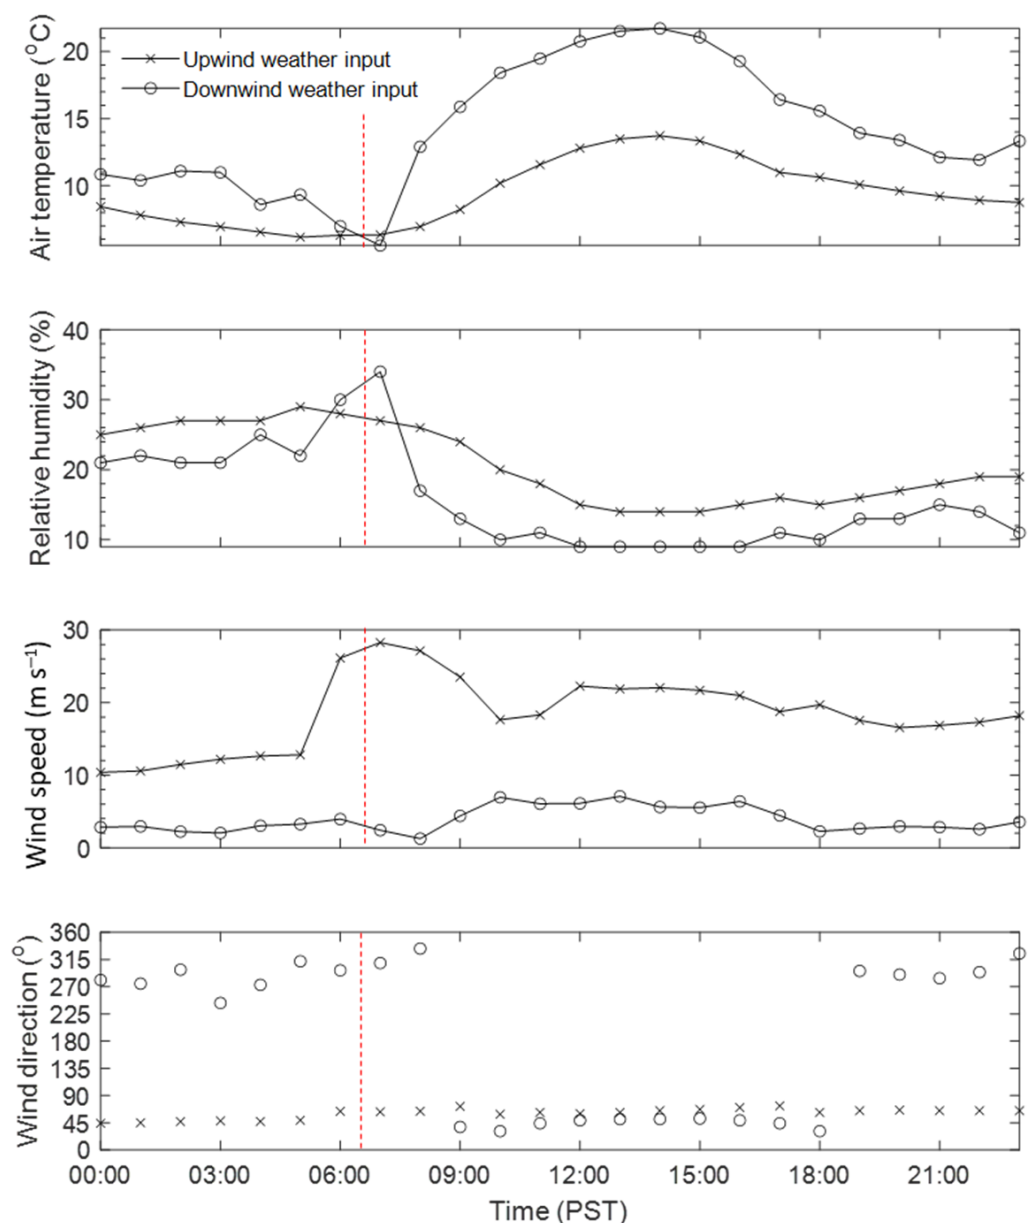 Air temperature (°C)
20
15
10
Upwind weather input
Downwind weather input
Relative humidity (%)
40
30
20
10
Wind speed (m s⁻¹)
30
20
10
0
Wind direction (°)
360
315
270
225
180
135
90
45
0
00:00 03:00 06:00 09:00 12:00 15:00 18:00 21:00
Time (PST)